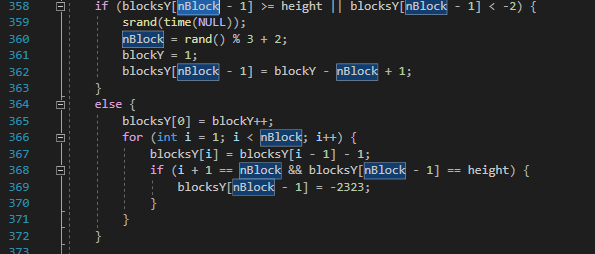 358 if (blocksY[nBlock - 1] >= height || blocksY[nBlock - 1] < -2) {
359 srand(time(NULL));
360 nBlock = rand() % 3 + 2;
361 blockY = 1;
362 blocksY[nBlock - 1] = blockY - nBlock + 1;
363 }
364 else {
365 blocksY[0] = blockY++;
366 for (int i = 1; i < nBlock; i++) {
367 blocksY[i] = blocksY[i - 1] - 1;
368 if (i + 1 == nBlock && blocksY[nBlock - 1] == height) {
369 blocksY[nBlock - 1] = -2323;
370 }
371 }
372 }
373